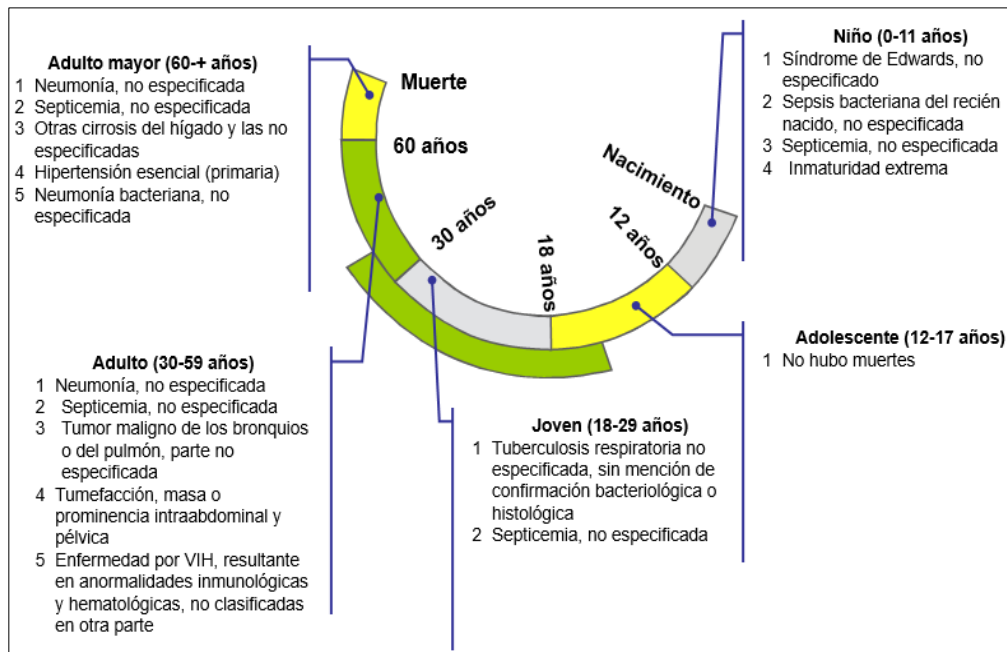 Adulto mayor (60-+ años)
1 Neumonía, no especificada
2 Septicemia, no especificada
3 Otras cirrosis del hígado y las no
especificadas
4 Hipertensión esencial (primaria)
5 Neumonía bacteriana, no
especificada
Muerte
60 años
30 años
18 años
12 años
Nacimiento
Niño (0-11 años)
1 Síndrome de Edwards, no
especificado
2 Sepsis bacteriana del recién
nacido, no especificada
3 Septicemia, no especificada
4 Inmaturidad extrema
Adulto (30-59 años)
1 Neumonía, no especificada
2 Septicemia, no especificada
3 Tumor maligno de los bronquios
o del pulmón, parte no
especificada
4 Tumefacción, masa o
prominencia intraabdominal y
pélvica
5 Enfermedad por VIH, resultante
en anormalidades inmunológicas
y hematológicas, no clasificadas
en otra parte
Joven (18-29 años)
1 Tuberculosis respiratoria no
especificada, sin mención de
confirmación bacteriológica o
histológica
2 Septicemia, no especificada
Adolescente (12-17 años)
1 No hubo muertes